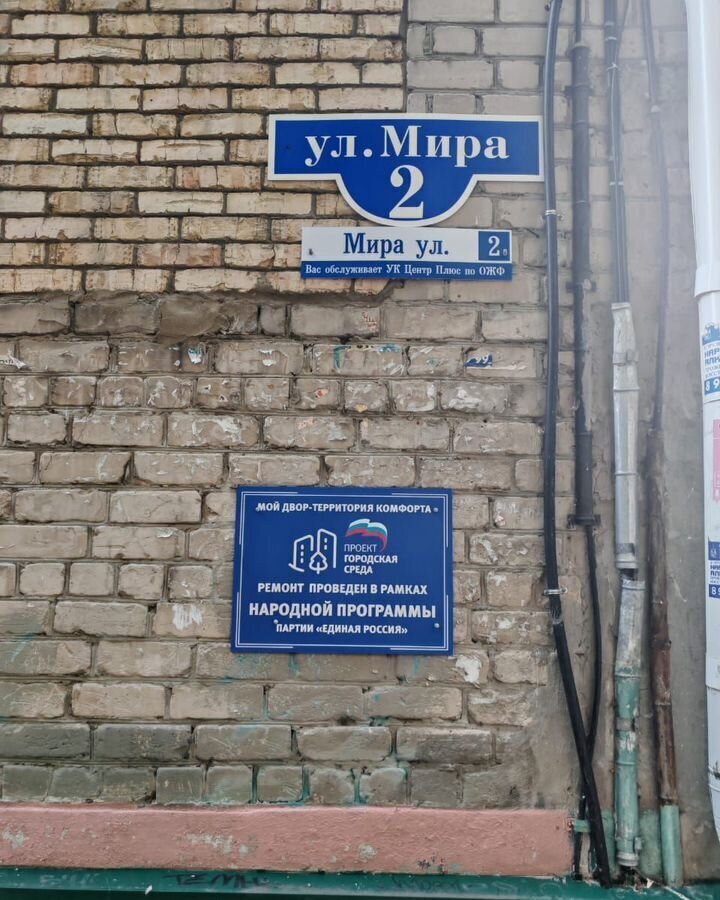 ул. Мира
2
Мира ул. 2
Вас обслуживает УК Центр Плюс по ОЖФ
МОЙ ДВОР-ТЕРРИТОРИЯ КОМФОРТА
ПРОЕКТ
ГОРОДСКАЯ
СРЕДА
РЕМОНТ ПРОВЕДЕН В РАМКАХ
НАРОДНОЙ ПРОГРАММЫ
ПАРТИИ «ЕДИНАЯ РОССИЯ»